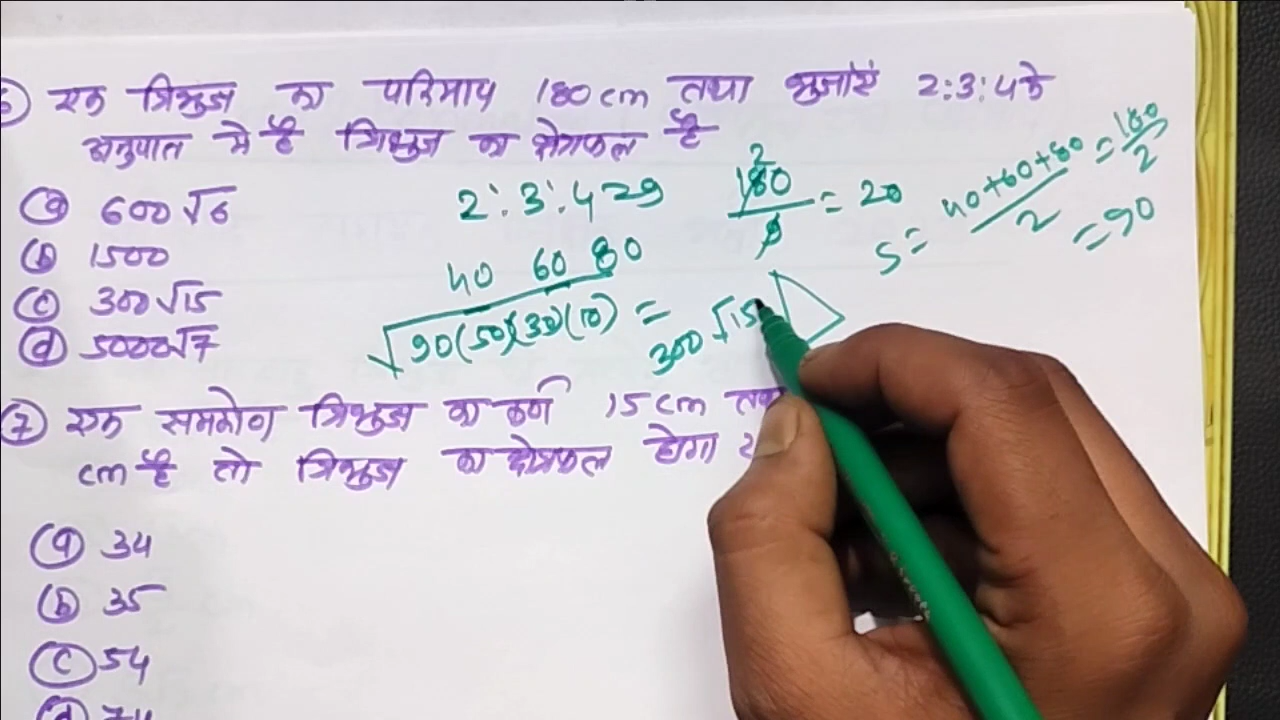 6 एक त्रिभुज का परिमाप 180 cm तथा भुजाएं 2:3:4 के
अनुपात मे है त्रिभुज का क्षेत्रफल है
(a) 600√6
(b) 1500
(c) 300√15
(d) 5000√7
2:3:4 = 9
180/9 = 20
2
40 60 80
S = 40+60+80/2 = 180/2
= 90
√90(50)(30)(10) =
300√15
7 एक समकोण त्रिभुज का कर्ण 15 cm
cm है तो त्रिभुज का क्षेत्रफल होगा
(a) 34
(b) 35
(c) 54
(d) 74